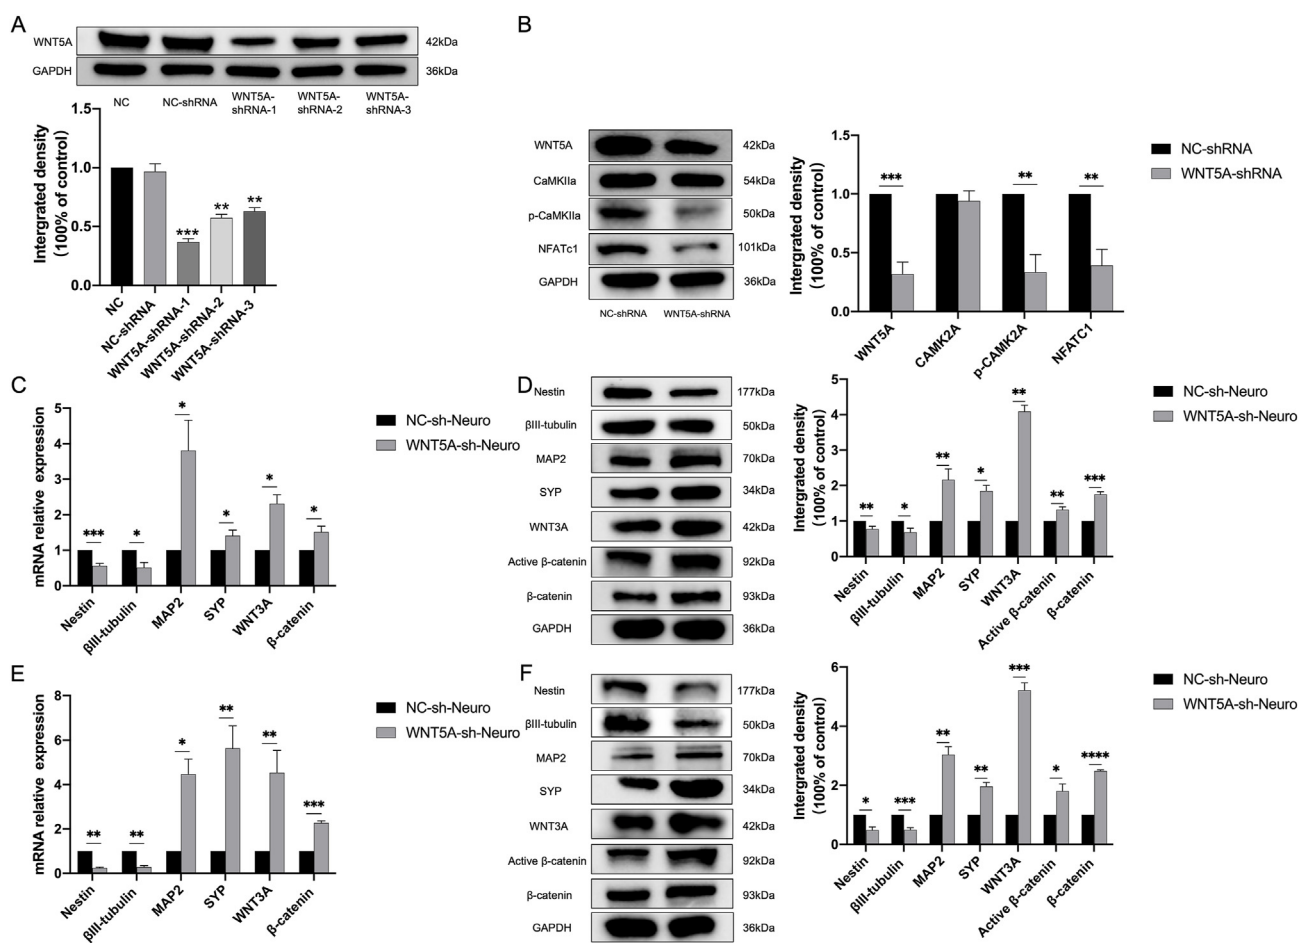 A
WNT5A
42kDa
GAPDH
36kDa
NC
NC-shRNA
WNT5A-
shRNA-1
WNT5A-
shRNA-2
WNT5A-
shRNA-3
Intergrated density
(100% of control)
1.5
1.0
0.5
0.0
***
**
**
NC
NC-shRNA
WNT5A-shRNA-1
WNT5A-shRNA-2
WNT5A-shRNA-3
B
WNT5A
42kDa
CaMKIIa
54kDa
p-CaMKIIa
50kDa
NFATc1
101kDa
GAPDH
36kDa
NC-shRNA
WNT5A-shRNA
Intergrated density
(100% of control)
1.5
1.0
0.5
0.0
***
**
**
WNT5A
CAMK2A
p-CAMK2A
NFATC1
NC-shRNA
WNT5A-shRNA
C
mRNA relative expression
5
4
3
2
1
0
***
*
*
*
*
*
Nestin
βIII-tubulin
MAP2
SYP
WNT3A
β-catenin
NC-sh-Neuro
WNT5A-sh-Neuro
D
Nestin
177kDa
βIII-tubulin
50kDa
MAP2
70kDa
SYP
34kDa
WNT3A
42kDa
Active β-catenin
92kDa
β-catenin
93kDa
GAPDH
36kDa
Intergrated density
(100% of control)
5
4
3
2
1
0
**
*
**
*
**
**
***
Nestin
βIII-tubulin
MAP2
SYP
WNT3A
Active β-catenin
β-catenin
NC-sh-Neuro
WNT5A-sh-Neuro
E
mRNA relative expression
8
6
4
2
0
**
**
*
**
**
***
Nestin
βIII-tubulin
MAP2
SYP
WNT3A
β-catenin
NC-sh-Neuro
WNT5A-sh-Neuro
F
Nestin
177kDa
βIII-tubulin
50kDa
MAP2
70kDa
SYP
34kDa
WNT3A
42kDa
Active β-catenin
92kDa
β-catenin
93kDa
GAPDH
36kDa
Intergrated density
(100% of control)
6
4
2
0
*
***
**
**
***
*
****
Nestin
βIII-tubulin
MAP2
SYP
WNT3A
Active β-catenin
β-catenin
NC-sh-Neuro
WNT5A-sh-Neuro